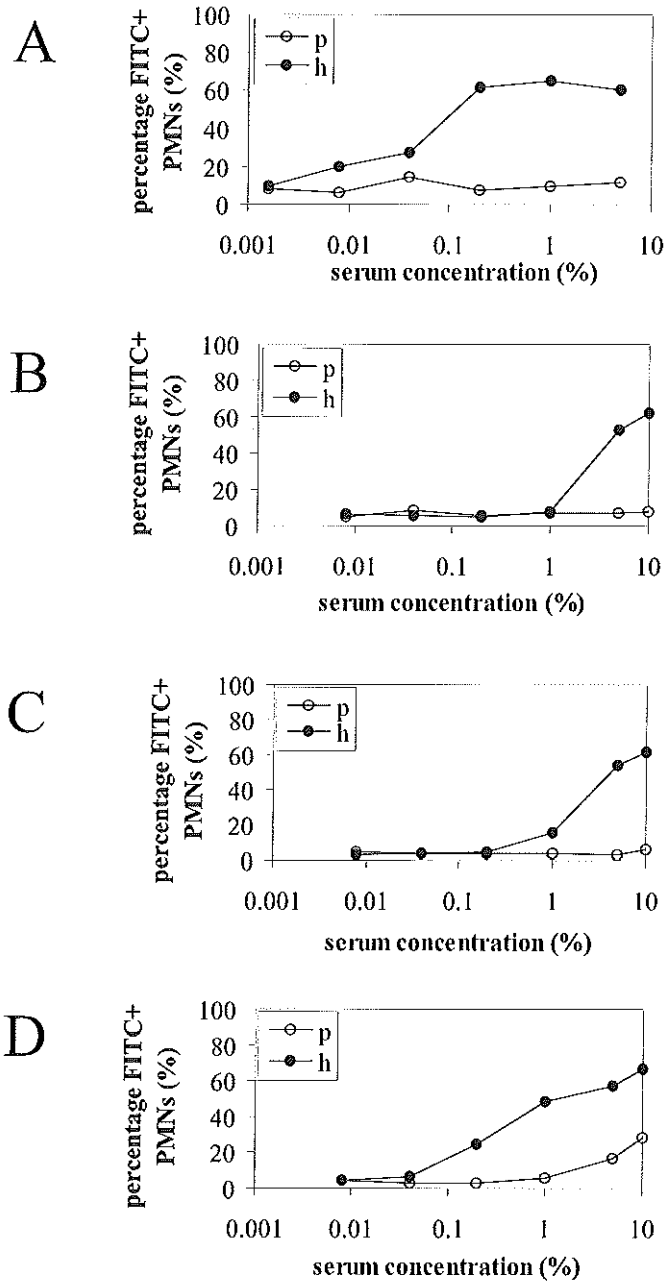 A
percentage FITC+
PMNs (%)
100
80
60
40
20
0
p
h
0.001 0.01 0.1 1 10
serum concentration (%)
B
percentage FITC+
PMNs (%)
100
80
60
40
20
0
p
h
0.001 0.01 0.1 1 10
serum concentration (%)
C
percentage FITC+
PMNs (%)
100
80
60
40
20
0
p
h
0.001 0.01 0.1 1 10
serum concentration (%)
D
percentage FITC+
PMNs (%)
100
80
60
40
20
0
p
h
0.001 0.01 0.1 1 10
serum concentration (%)